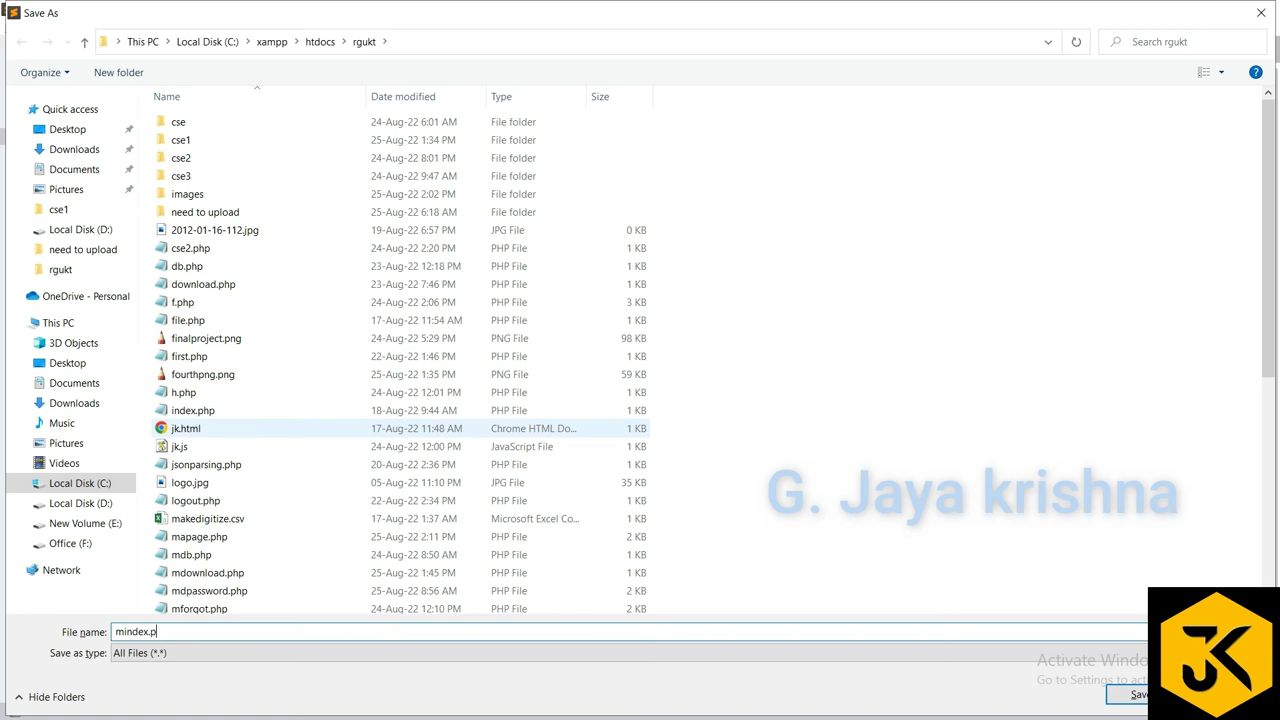 Save As
This PC > Local Disk (C:) > xampp > htdocs > rgukt >
Search rgukt
Organize
New folder
Name
Date modified
Type
Size
Quick access
Desktop
Downloads
Documents
Pictures
cse1
Local Disk (D:)
need to upload
rgukt
OneDrive - Personal
This PC
3D Objects
Desktop
Documents
Downloads
Music
Pictures
Videos
Local Disk (C:)
Local Disk (D:)
New Volume (E:)
Office (F:)
Network
cse 24-Aug-22 6:01 AM File folder
cse1 25-Aug-22 1:34 PM File folder
cse2 24-Aug-22 8:01 PM File folder
cse3 24-Aug-22 9:47 AM File folder
images 25-Aug-22 2:02 PM File folder
need to upload 25-Aug-22 6:18 AM File folder
2012-01-16-112.jpg 19-Aug-22 6:57 PM JPG File 0 KB
cse2.php 24-Aug-22 2:20 PM PHP File 1 KB
db.php 23-Aug-22 12:18 PM PHP File 1 KB
download.php 23-Aug-22 7:46 PM PHP File 1 KB
f.php 24-Aug-22 2:06 PM PHP File 3 KB
file.php 17-Aug-22 11:54 AM PHP File 1 KB
finalproject.png 24-Aug-22 5:29 PM PNG File 98 KB
first.php 22-Aug-22 1:46 PM PHP File 1 KB
fourthpng.png 25-Aug-22 1:35 PM PNG File 59 KB
h.php 24-Aug-22 12:01 PM PHP File 1 KB
index.php 18-Aug-22 9:44 AM PHP File 1 KB
jk.html 17-Aug-22 11:48 AM Chrome HTML Do... 1 KB
jk.js 24-Aug-22 12:00 PM JavaScript File 1 KB
jsonparsing.php 20-Aug-22 2:36 PM PHP File 1 KB
logo.jpg 05-Aug-22 11:10 PM JPG File 35 KB
logout.php 22-Aug-22 2:34 PM PHP File 1 KB
makedigitize.csv 17-Aug-22 1:37 AM Microsoft Excel Co... 1 KB
mapage.php 25-Aug-22 2:11 PM PHP File 2 KB
mdb.php 24-Aug-22 8:50 AM PHP File 1 KB
mdownload.php 25-Aug-22 1:45 PM PHP File 1 KB
mdpassword.php 25-Aug-22 8:56 AM PHP File 2 KB
mforgot.php 24-Aug-22 12:10 PM PHP File 2 KB
G. Jaya krishna
File name: mindex.p
Save as type: All Files (*.*)
Activate Windo
Go to Settings to act
Hide Folders
Sav
JK